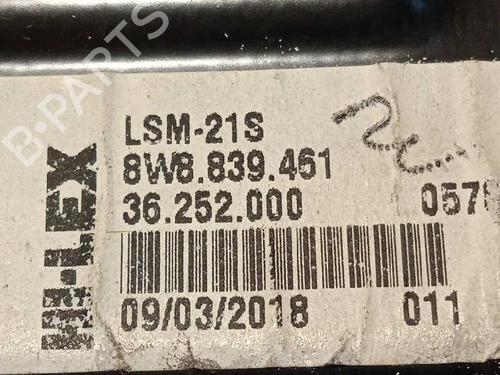 B-PARTS
HI-LEX
LSM-21S
8W8.839.461
36.252.000 057
09/03/2018 011